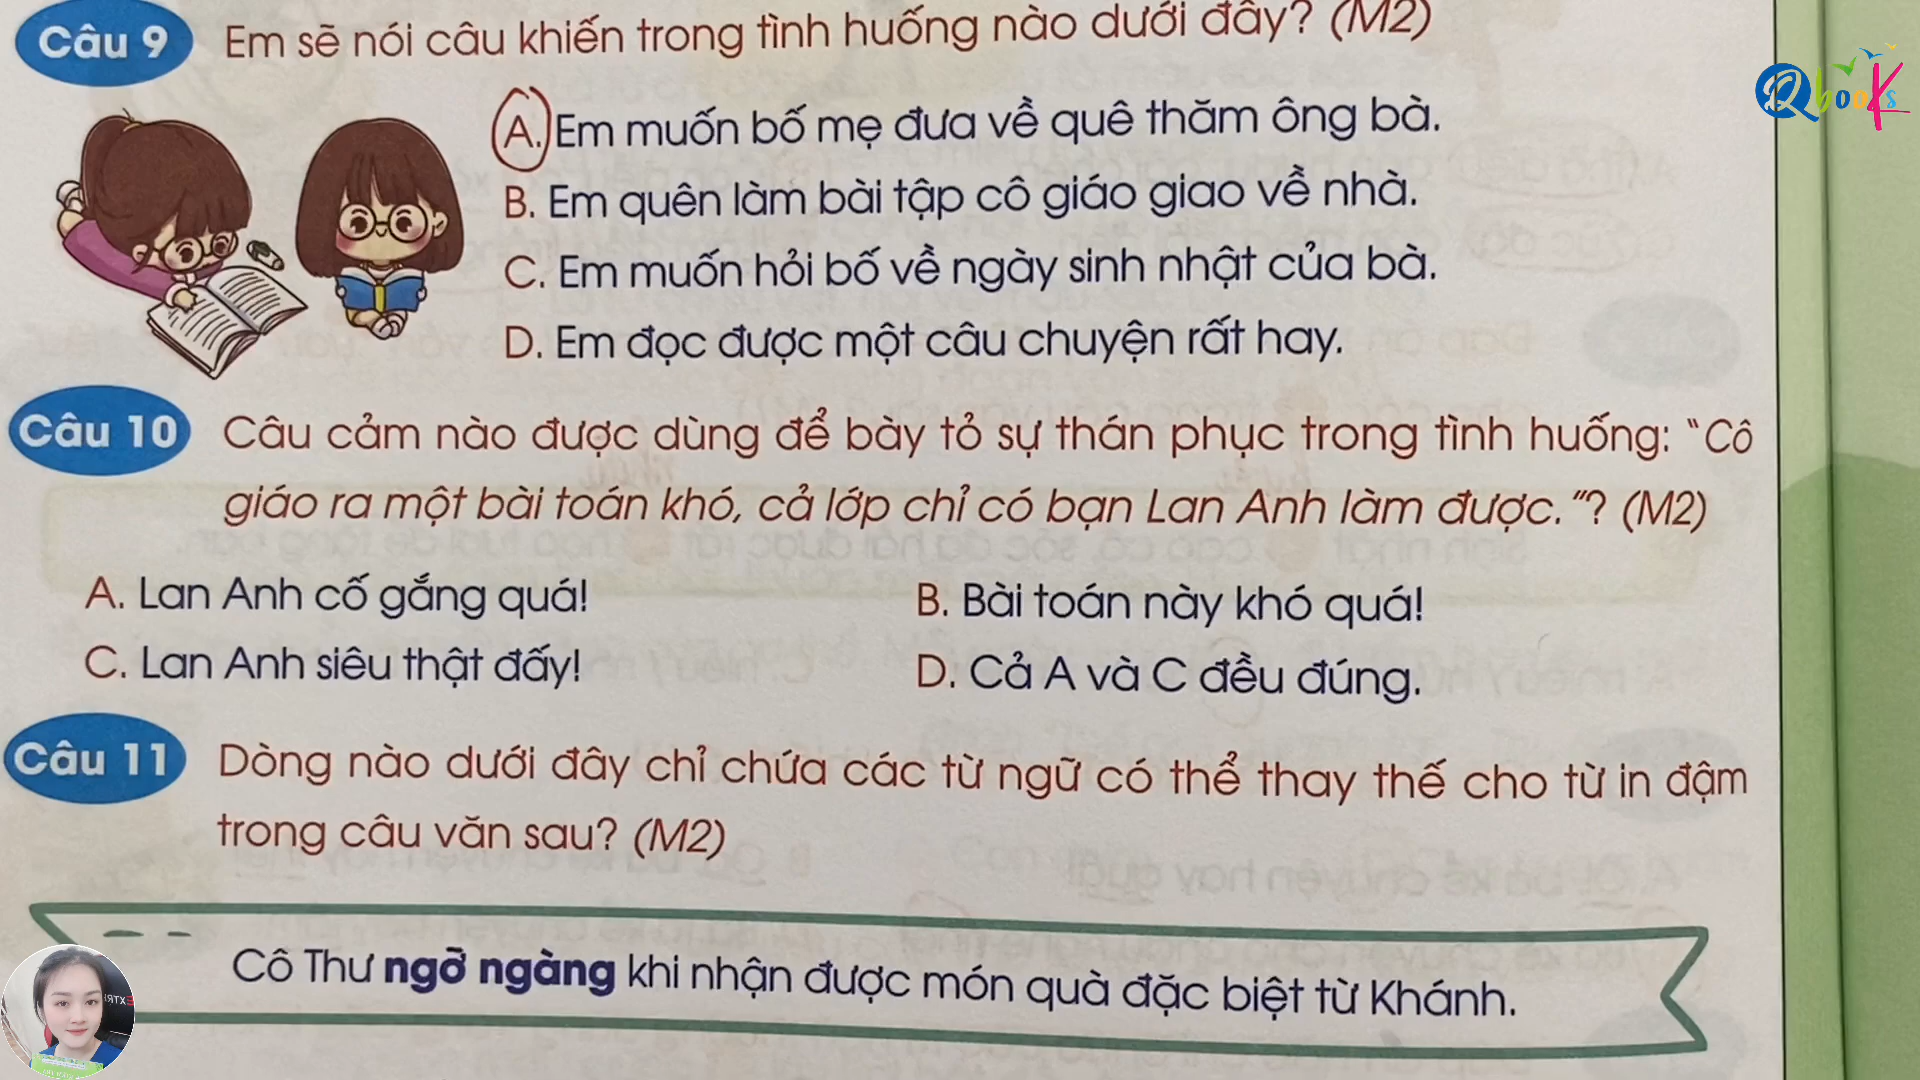 Câu 9 Em sẽ nói câu khiến trong tình huống nào dưới đây? (M2)
A. Em muốn bố mẹ đưa về quê thăm ông bà.
B. Em quên làm bài tập cô giáo giao về nhà.
C. Em muốn hỏi bố về ngày sinh nhật của bà.
D. Em đọc được một câu chuyện rất hay.
Qbooks
Câu 10 Câu cảm nào được dùng để bày tỏ sự thán phục trong tình huống: "Cô
giáo ra một bài toán khó, cả lớp chỉ có bạn Lan Anh làm được."? (M2)
A. Lan Anh cố gắng quá! B. Bài toán này khó quá!
C. Lan Anh siêu thật đấy! D. Cả A và C đều đúng.
Câu 11 Dòng nào dưới đây chỉ chứa các từ ngữ có thể thay thế cho từ in đậm
trong câu văn sau? (M2)
Cô Thư ngỡ ngàng khi nhận được món quà đặc biệt từ Khánh.